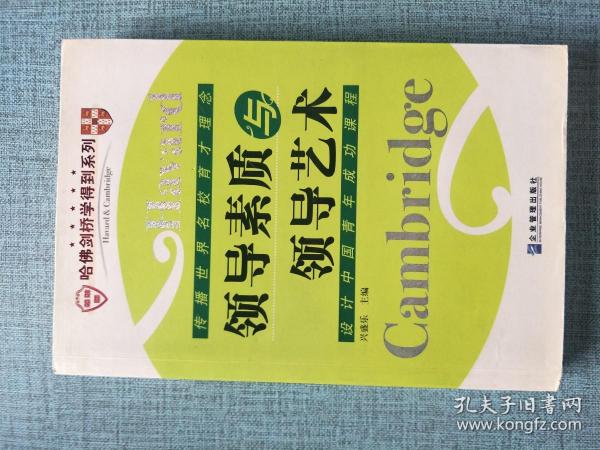 哈佛剑桥学得到系列
Havard & Cambridge
Harvard
传播世界名校育才理念
领导素质与
领导艺术
设计中国青年成功课程
兴盛乐 主编
Cambridge
企业管理出版社
孔夫子旧书网
www.kongfz.com